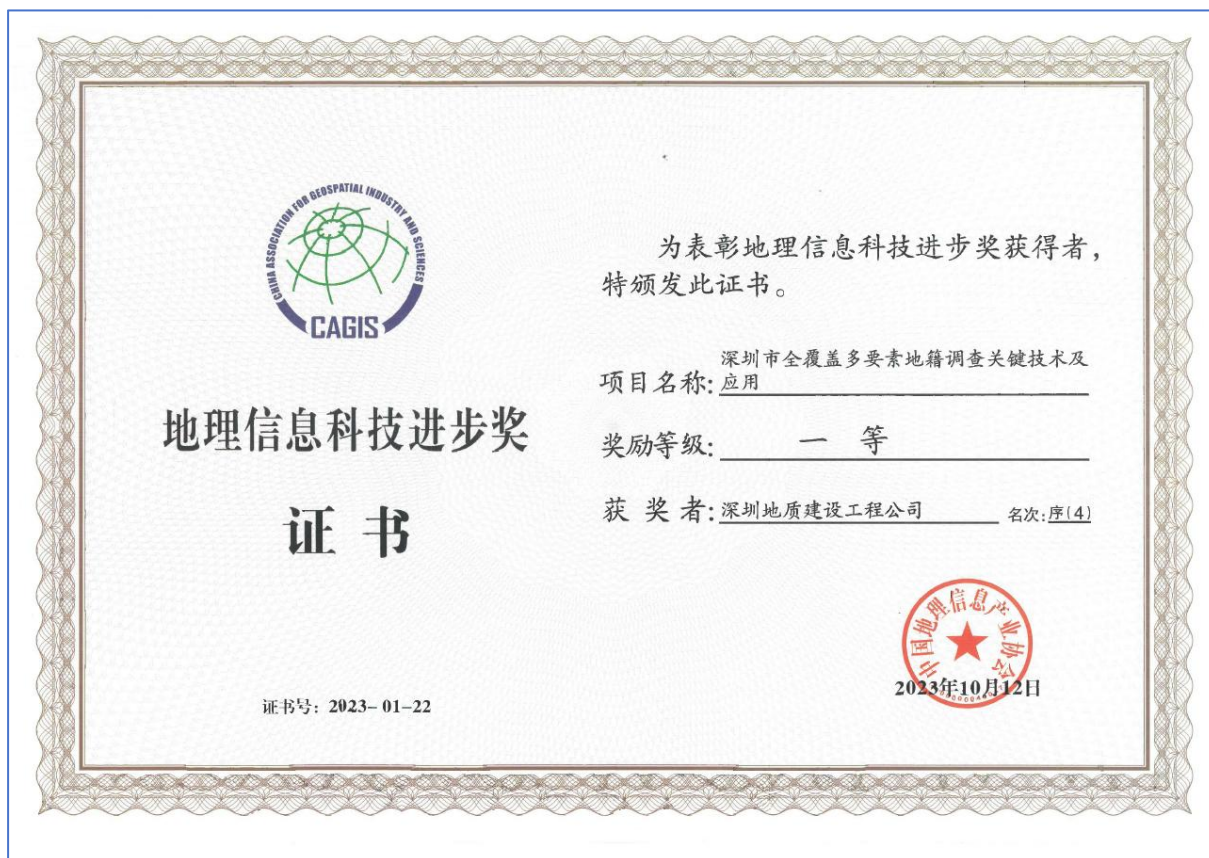 CHINA ASSOCIATION FOR GEOSPATIAL INDUSTRY AND SCIENCES
CAGIS
地理信息科技进步奖
证书
证书号：2023-01-22
为表彰地理信息科技进步奖获得者，
特颁发此证书。
项目名称：深圳市全覆盖多要素地籍调查关键技术及
应用
奖励等级：一 等
获 奖 者：深圳地质建设工程公司 名次：序(4)
中国地理信息产业协会
2023年10月12日